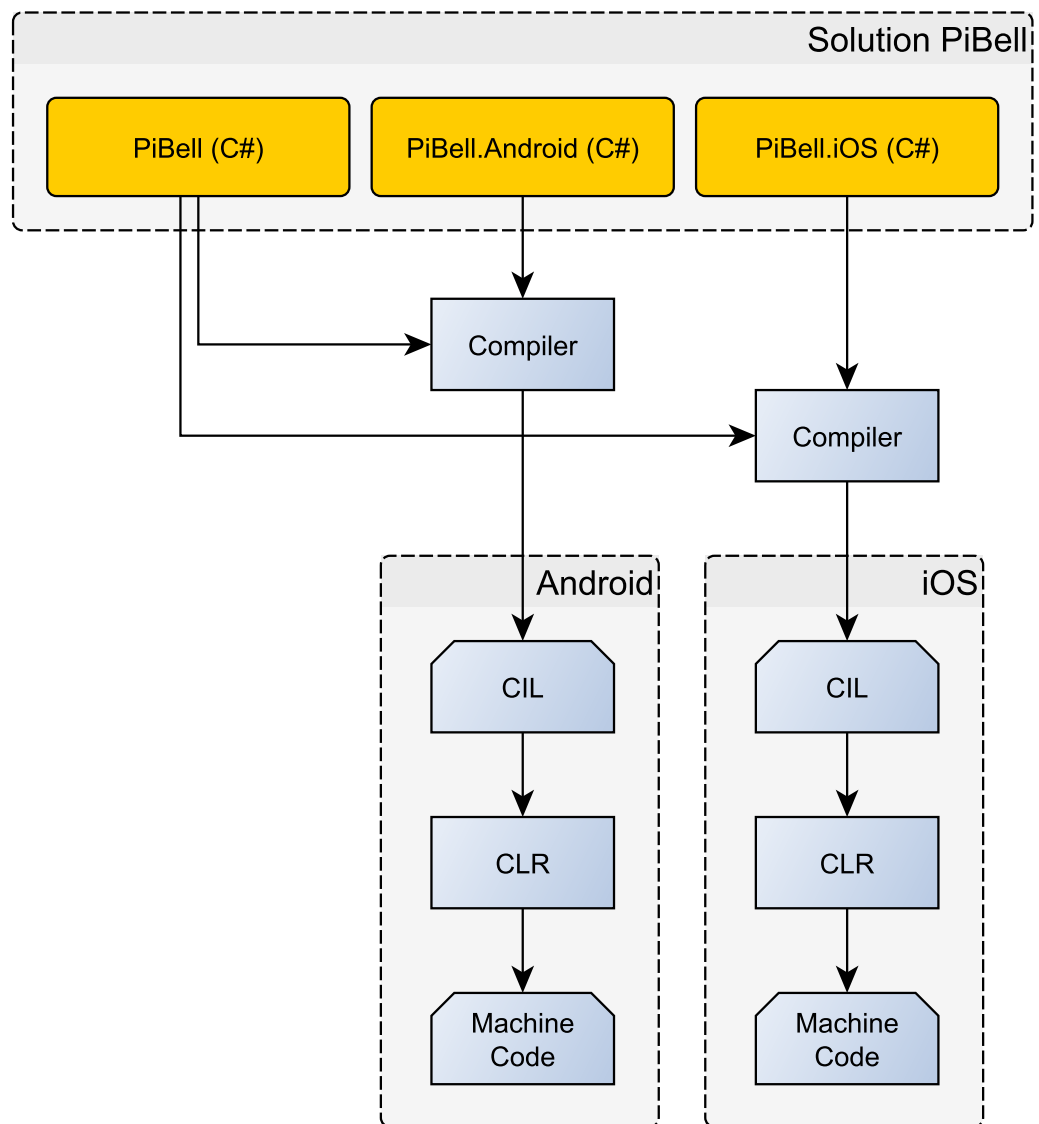 Solution PiBell
PiBell (C#)
PiBell.Android (C#)
PiBell.iOS (C#)
Compiler
Compiler
Android
iOS
CIL
CIL
CLR
CLR
Machine
Code
Machine
Code